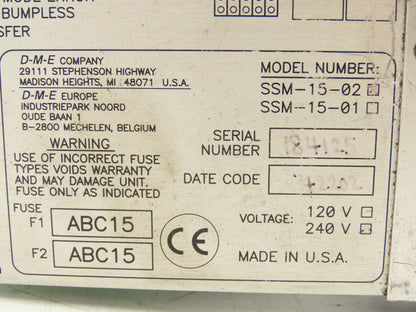 BUMPLESS
SFER
D-M-E COMPANY
29111 STEPHENSON HIGHWAY
MADISON HEIGHTS, MI. 48071 U.S.A.
D-M-E EUROPE
INDUSTRIEPARK NOORD
OUDE BAAN 1
B-2800 MECHELEN, BELGIUM
WARNING
USE OF INCORRECT FUSE
TYPES VOIDS WARRANTY
AND MAY DAMAGE UNIT.
FUSE ONLY AS INDICATED
FUSE
F1 ABC15
F2 ABC15
CE
MODEL NUMBER:
SSM-15-02
SSM-15-01
SERIAL
NUMBER
DATE CODE
VOLTAGE: 120 V
240 V
MADE IN U.S.A.